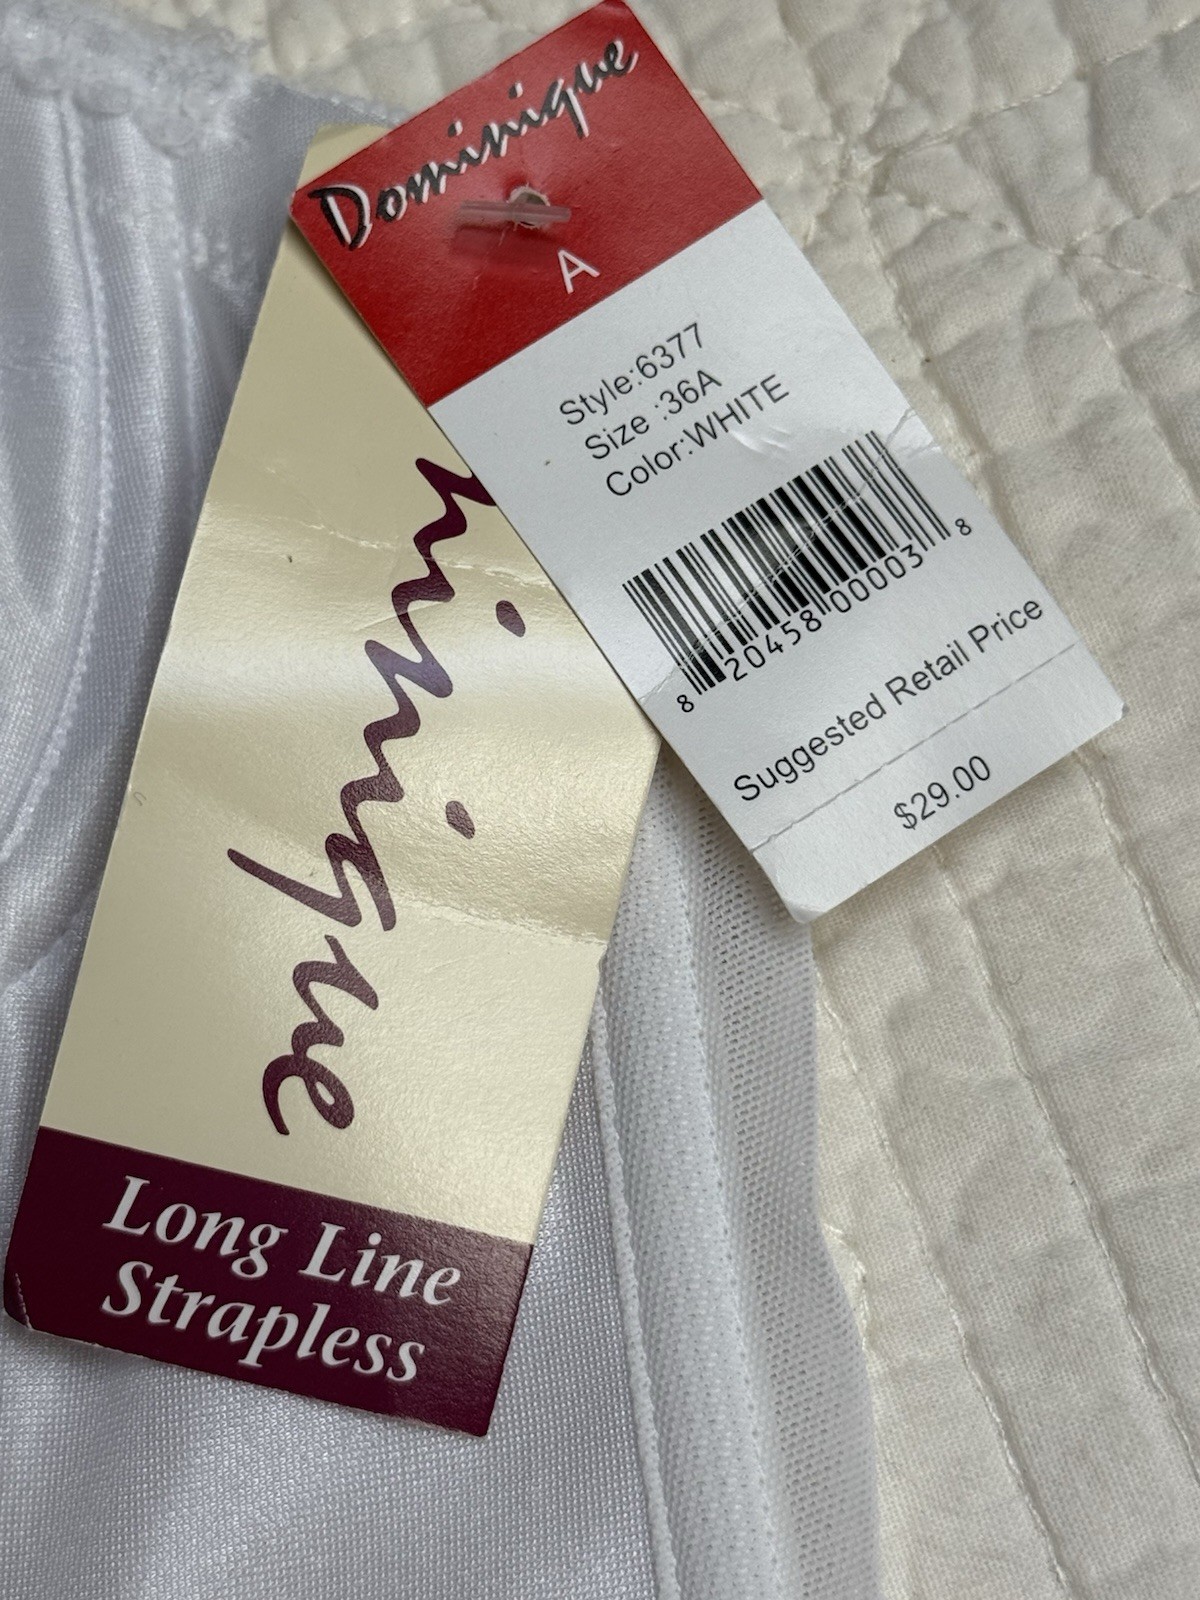 Dominique
A
Style:6377
Size :36A
Color:WHITE
8 20458 00003 8
Suggested Retail Price
$29.00
minique
Long Line
Strapless